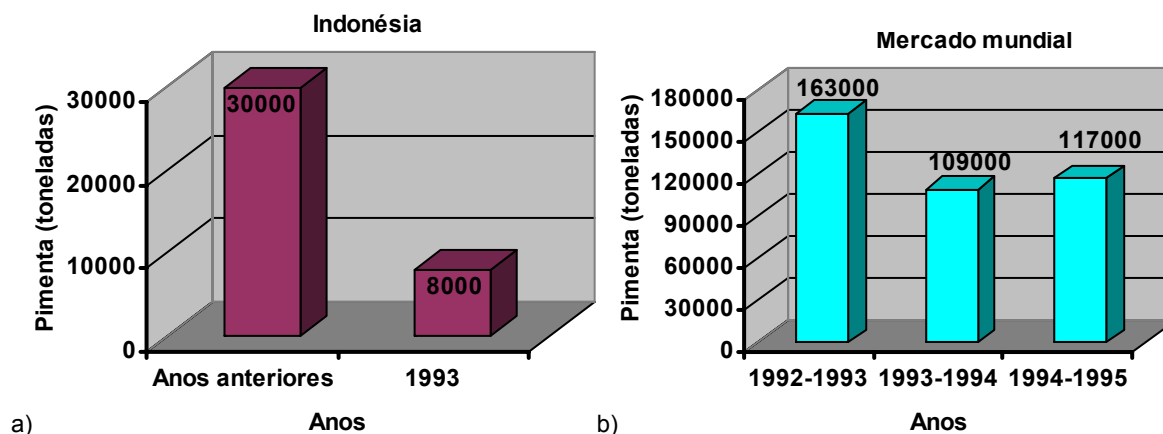 Indonésia
Pimenta (toneladas)
30000
20000
10000
0
30000
8000
Anos anteriores
1993
Anos
a)
Mercado mundial
Pimenta (toneladas)
180000
150000
120000
90000
60000
30000
0
163000
109000
117000
1992-1993
1993-1994
1994-1995
Anos
b)